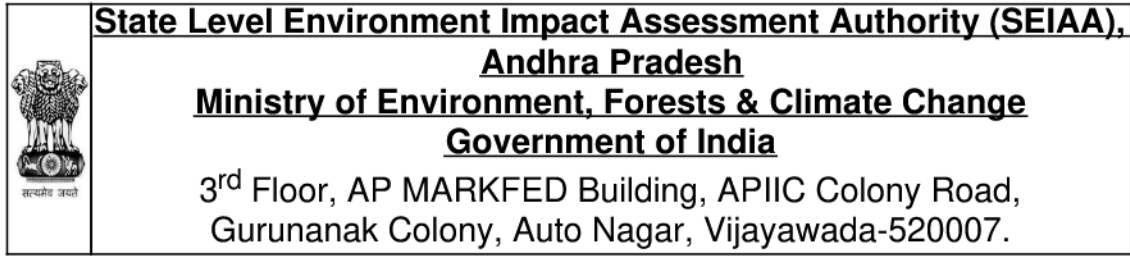 State Level Environment Impact Assessment Authority (SEIAA),
Andhra Pradesh
Ministry of Environment, Forests & Climate Change
Government of India
3rd Floor, AP MARKFED Building, APIIC Colony Road,
Gurunanak Colony, Auto Nagar, Vijayawada-520007.
सत्यमेव जयते